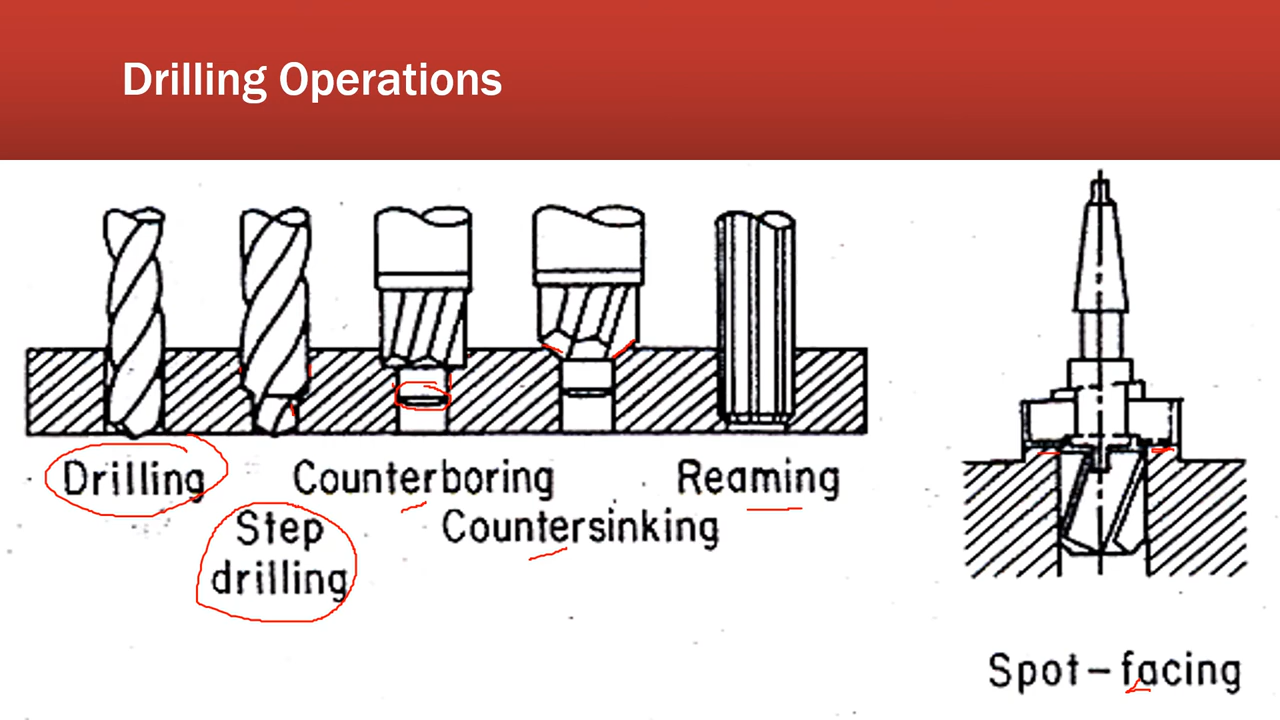 Drilling Operations
Drilling
Step
drilling
Counterboring
Countersinking
Reaming
Spot-facing